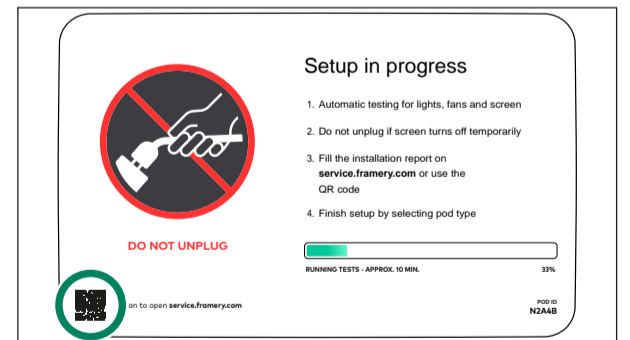 Setup in progress
1. Automatic testing for lights, fans and screen
2. Do not unplug if screen turns off temporarily
3. Fill the installation report on
service.framery.com or use the
QR code
4. Finish setup by selecting pod type
DO NOT UNPLUG
RUNNING TESTS - APPROX. 10 MIN.
33%
an to open service.framery.com
POD ID
N2A4B